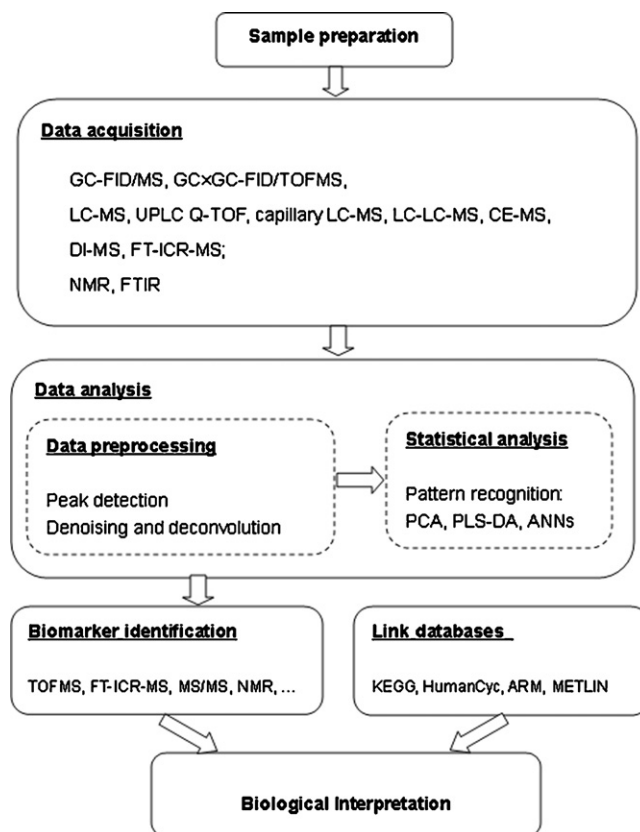 Sample preparation
Data acquisition
GC-FID/MS, GC×GC-FID/TOFMS,
LC-MS, UPLC Q-TOF, capillary LC-MS, LC-LC-MS, CE-MS,
DI-MS, FT-ICR-MS;
NMR, FTIR
Data analysis
Data preprocessing
Peak detection
Denoising and deconvolution
Statistical analysis
Pattern recognition:
PCA, PLS-DA, ANNs
Biomarker identification
TOFMS, FT-ICR-MS, MS/MS, NMR, ...
Link databases
KEGG, HumanCyc, ARM, METLIN
Biological Interpretation